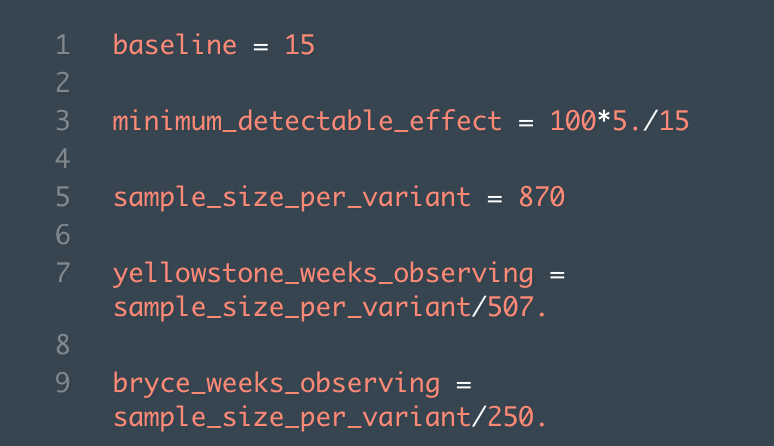 1 baseline = 15
2
3 minimum_detectable_effect = 100*5./15
4
5 sample_size_per_variant = 870
6
7 yellowstone_weeks_observing =
sample_size_per_variant/507.
8
9 bryce_weeks_observing =
sample_size_per_variant/250.